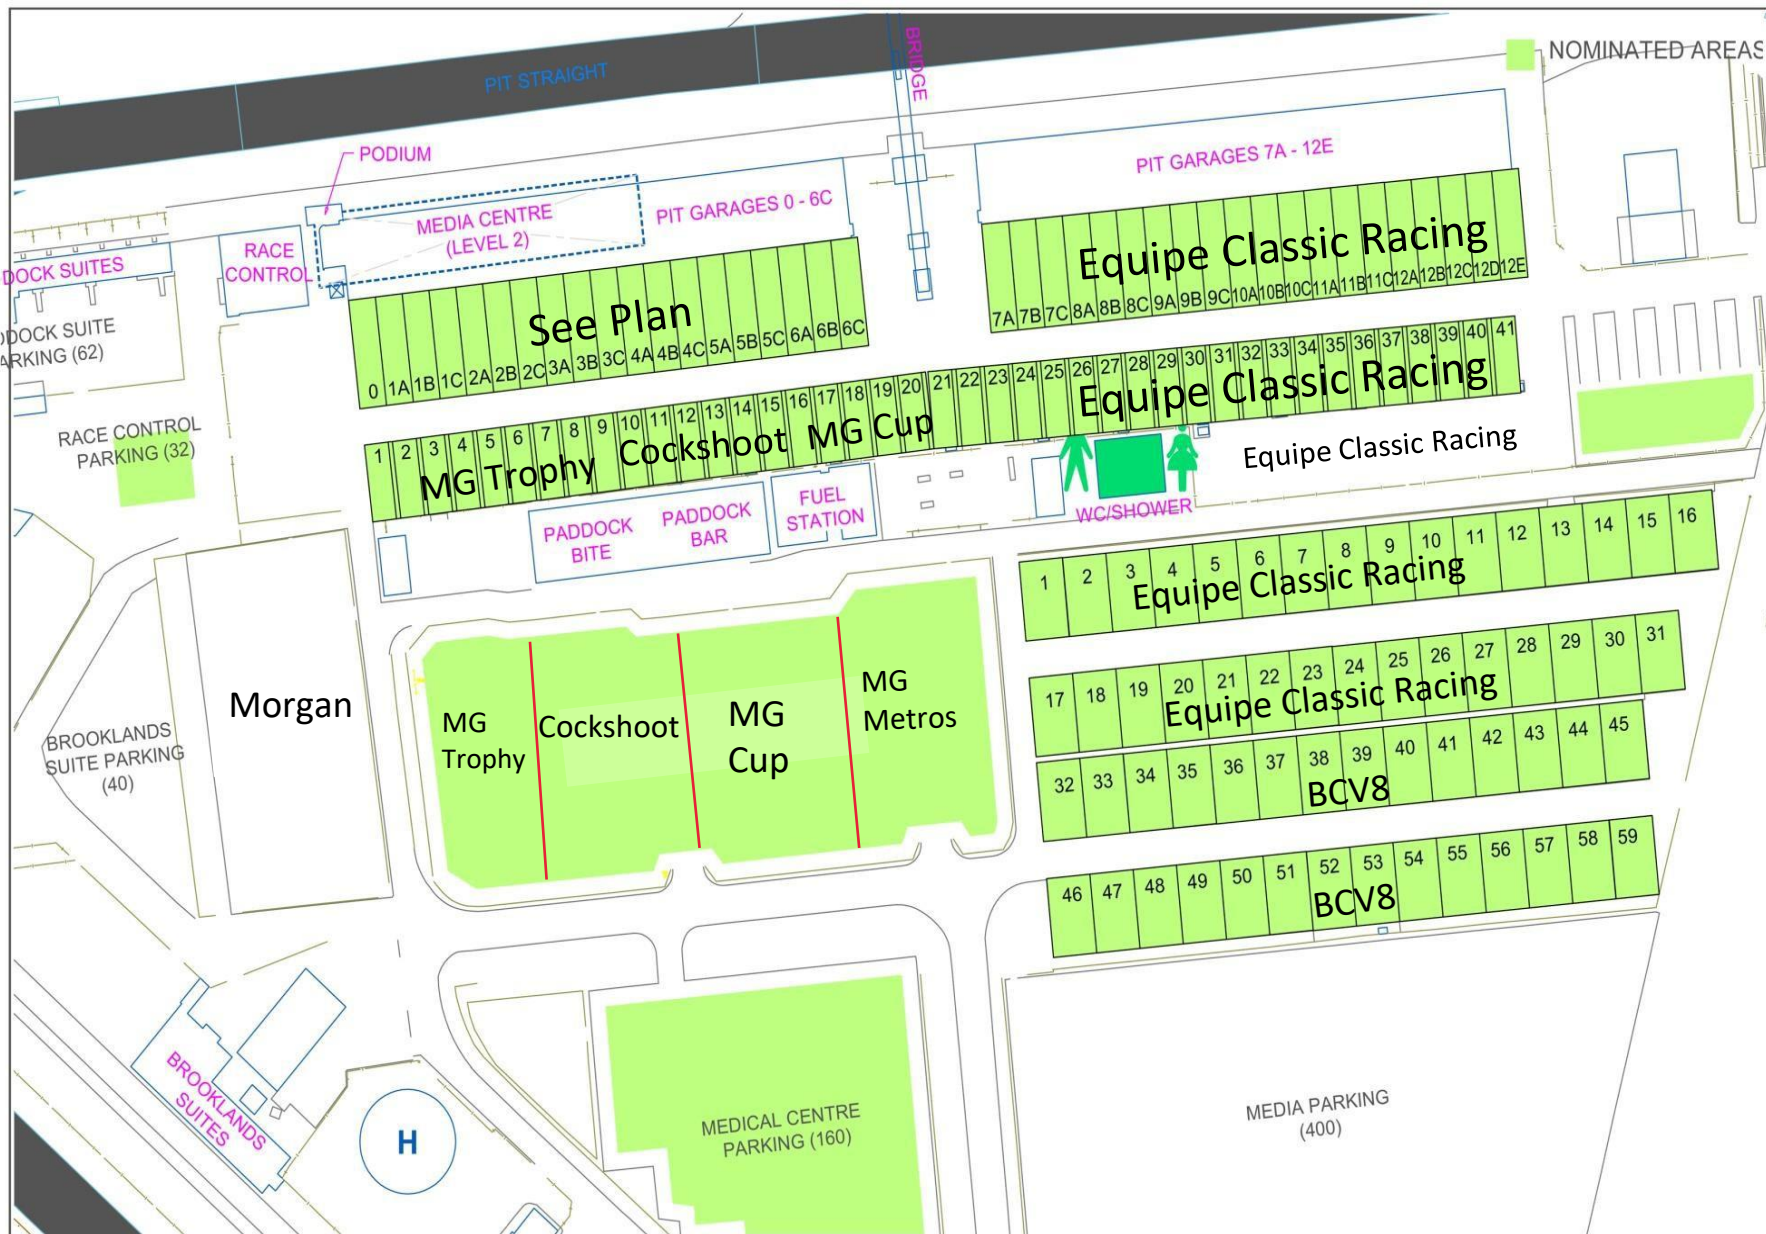 NOMINATED AREAS
PIT STRAIGHT
BRIDGE
PODIUM
PIT GARAGES 7A - 12E
MEDIA CENTRE
(LEVEL 2)
PIT GARAGES 0 - 6C
RACE
CONTROL
DOCK SUITES
DOCK SUITE
ARKING (62)
See Plan
0 1A 1B 1C 2A 2B 2C 3A 3B 3C 4A 4B 4C 5A 5B 5C 6A 6B 6C
Equipe Classic Racing
7A 7B 7C 8A 8B 8C 9A 9B 9C 10A 10B 10C 11A 11B 11C 12A 12B 12C 12D 12E
RACE CONTROL
PARKING (32)
1 2 3 4 5 6 7 8 9 10 11 12 13 14 15 16 17 18 19 20 21 22 23 24 25 26 27 28 29 30 31 32 33 34 35 36 37 38 39 40 41
MG Trophy Cockshoot MG Cup Equipe Classic Racing
Equipe Classic Racing
PADDOCK
BITE
PADDOCK
BAR
FUEL
STATION
WC/SHOWER
1 2 3 4 5 6 7 8 9 10 11 12 13 14 15 16
Equipe Classic Racing
17 18 19 20 21 22 23 24 25 26 27 28 29 30 31
Equipe Classic Racing
32 33 34 35 36 37 38 39 40 41 42 43 44 45
BCV8
46 47 48 49 50 51 52 53 54 55 56 57 58 59
BCV8
Morgan
MG
Trophy
Cockshoot
MG
Cup
MG
Metros
BROOKLANDS
SUITE PARKING
(40)
BROOKLANDS
SUITES
H
MEDICAL CENTRE
PARKING (160)
MEDIA PARKING
(400)